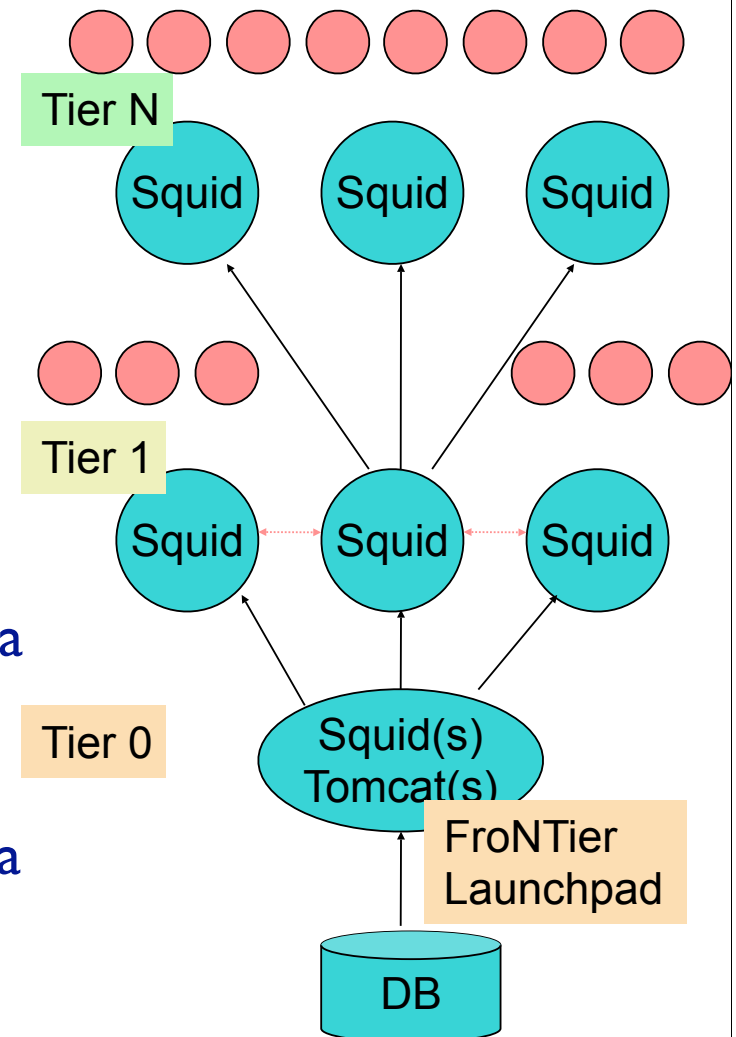 Tier N
Squid Squid Squid
Tier 1
Squid Squid Squid
a
Tier 0
Squid(s)
Tomcat(s)
FroNTier
Launchpad
a
DB